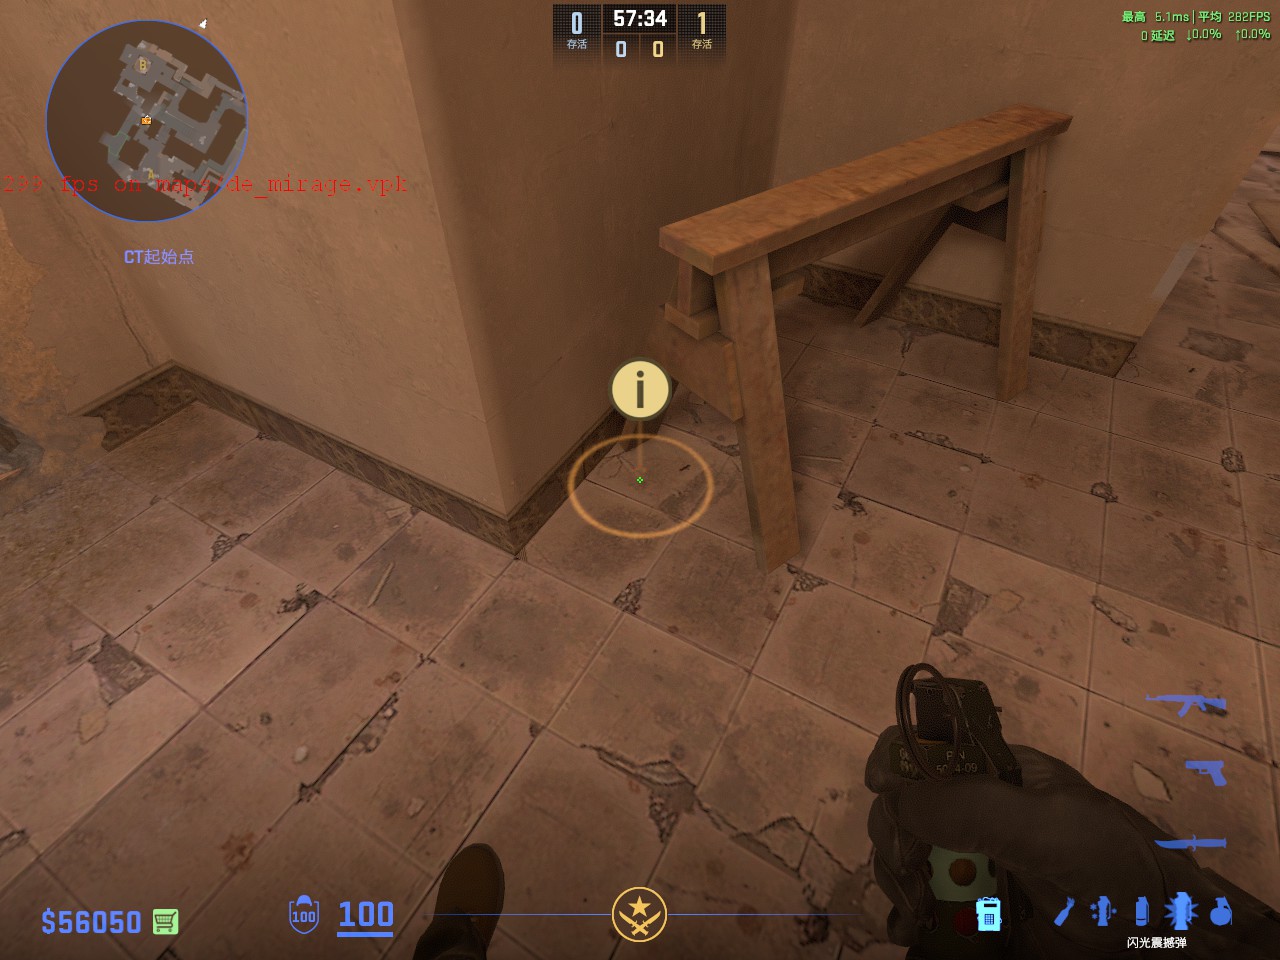 0 57:34 1
存活 0 0 存活
最高 5.1ms | 平均 282FPS
0 延迟 ↓0.0% ↑0.0%
B
fps on maps/de_mirage.vpk
A
CT起始点
i
$56050
100
100
闪光震撼弹